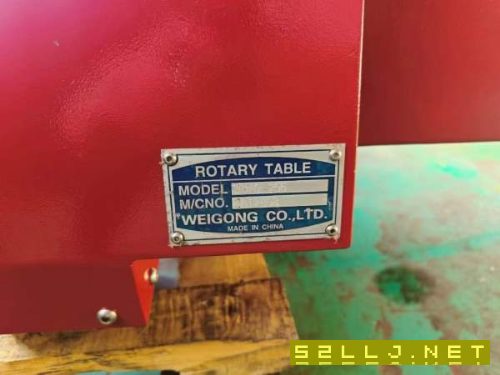 ROTARY TABLE
MODEL
M/CNO.
WEIGONG CO.,LTD.
MADE IN CHINA
52LLJ.NET